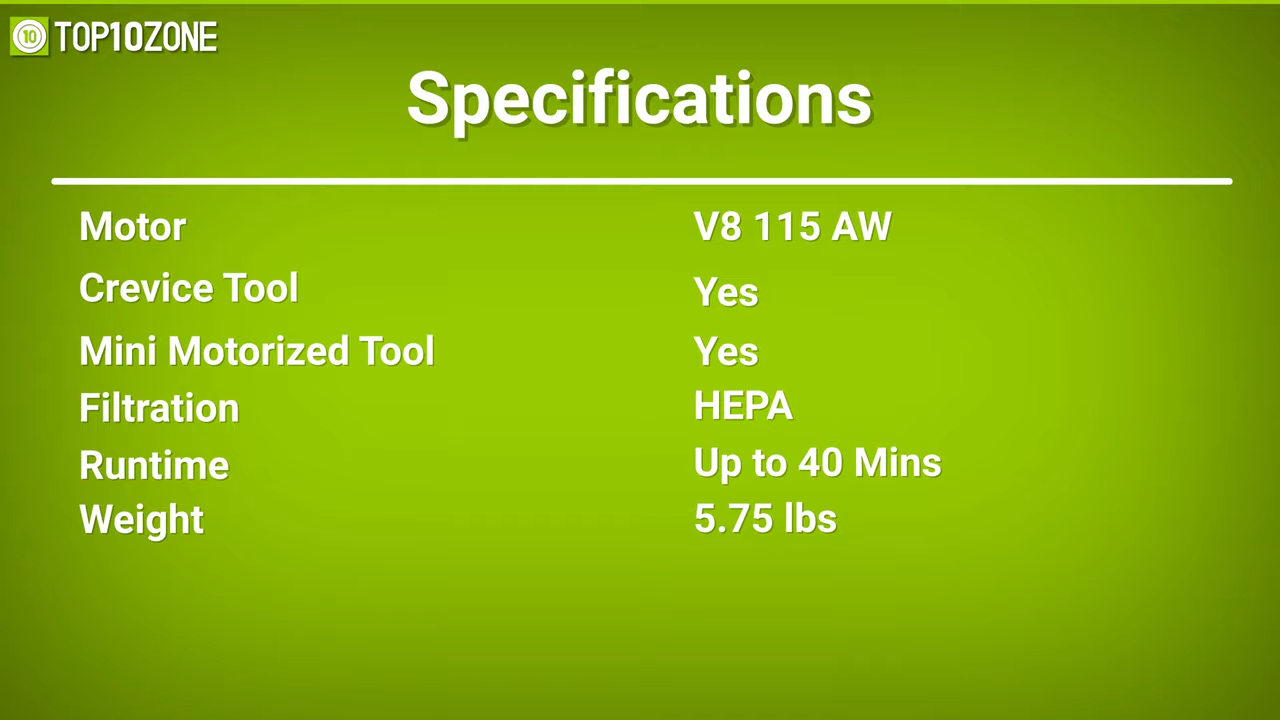 10 TOP10ZONE
Specifications
Motor V8 115 AW
Crevice Tool Yes
Mini Motorized Tool Yes
Filtration HEPA
Runtime Up to 40 Mins
Weight 5.75 lbs